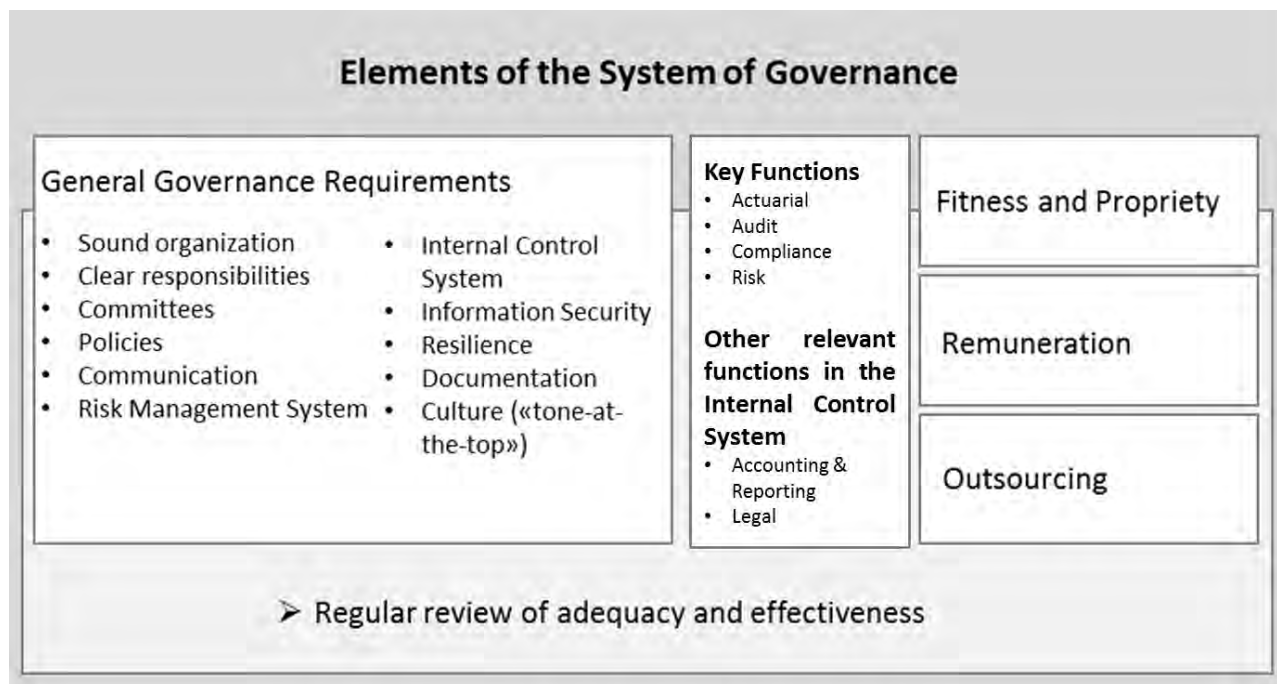 Elements of the System of Governance
General Governance Requirements
• Sound organization
• Clear responsibilities
• Committees
• Policies
• Communication
• Risk Management System
• Internal Control
System
• Information Security
• Resilience
• Documentation
• Culture («tone-at-
the-top»)
Key Functions
• Actuarial
• Audit
• Compliance
• Risk
Other relevant
functions in the
Internal Control
System
• Accounting &
Reporting
• Legal
Fitness and Propriety
Remuneration
Outsourcing
➢ Regular review of adequacy and effectiveness